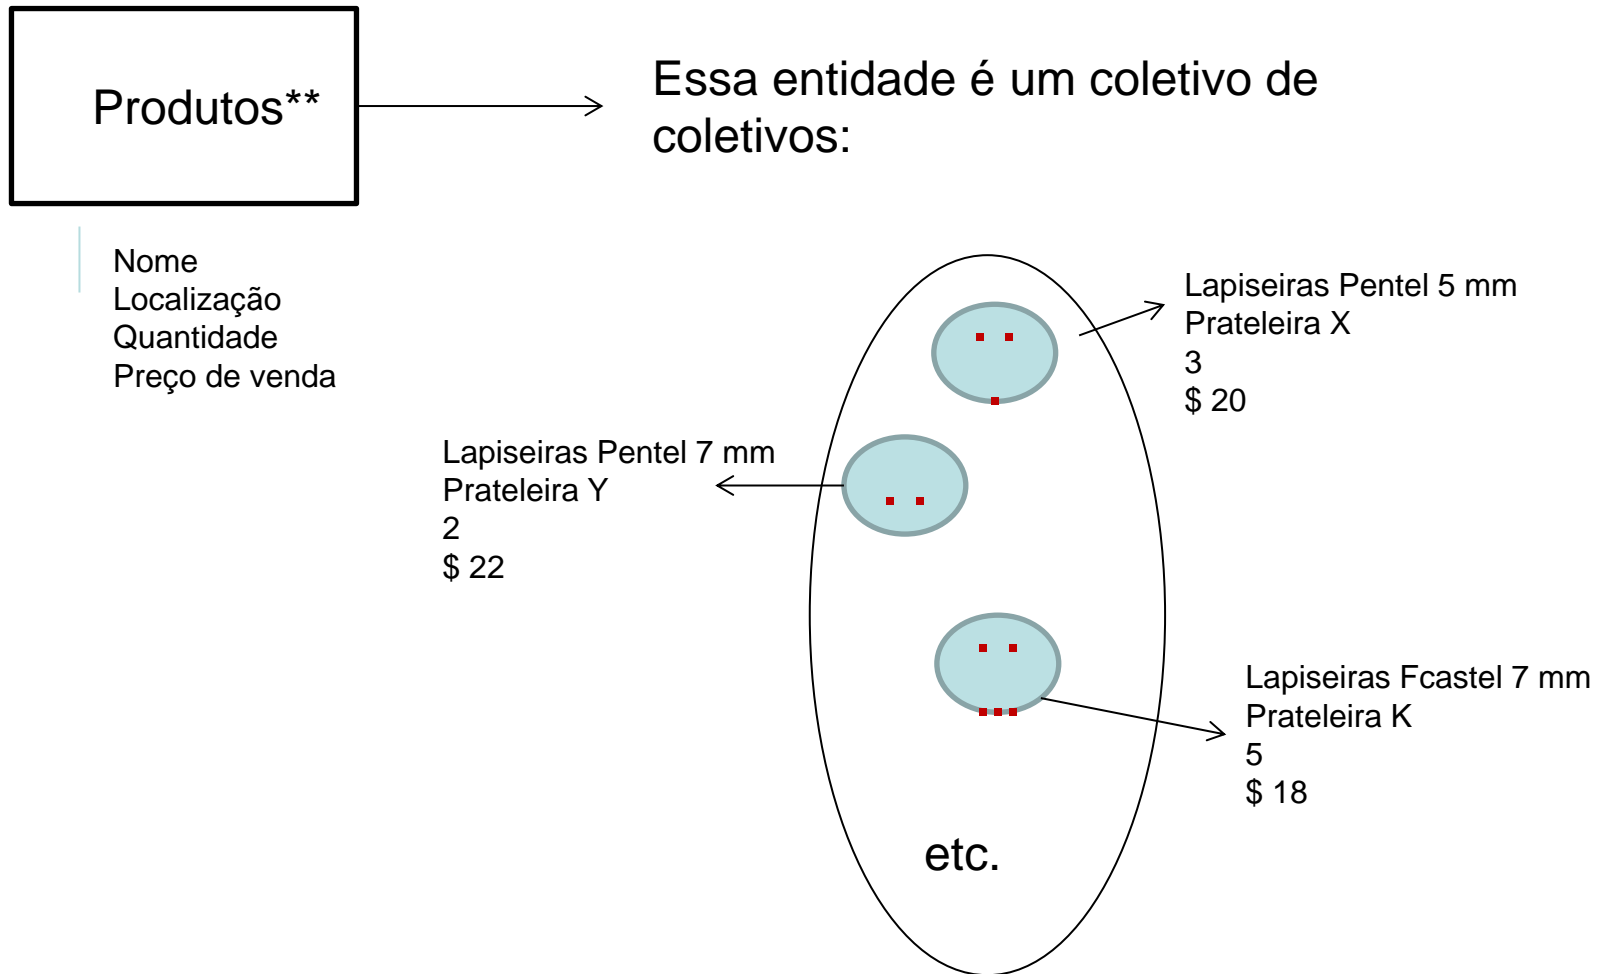 Produtos**
Essa entidade é um coletivo de
coletivos:
Nome
Localização
Quantidade
Preço de venda
Lapiseiras Pentel 5 mm
Prateleira X
3
$ 20
Lapiseiras Pentel 7 mm
Prateleira Y
2
$ 22
Lapiseiras Fcastel 7 mm
Prateleira K
5
$ 18
etc.